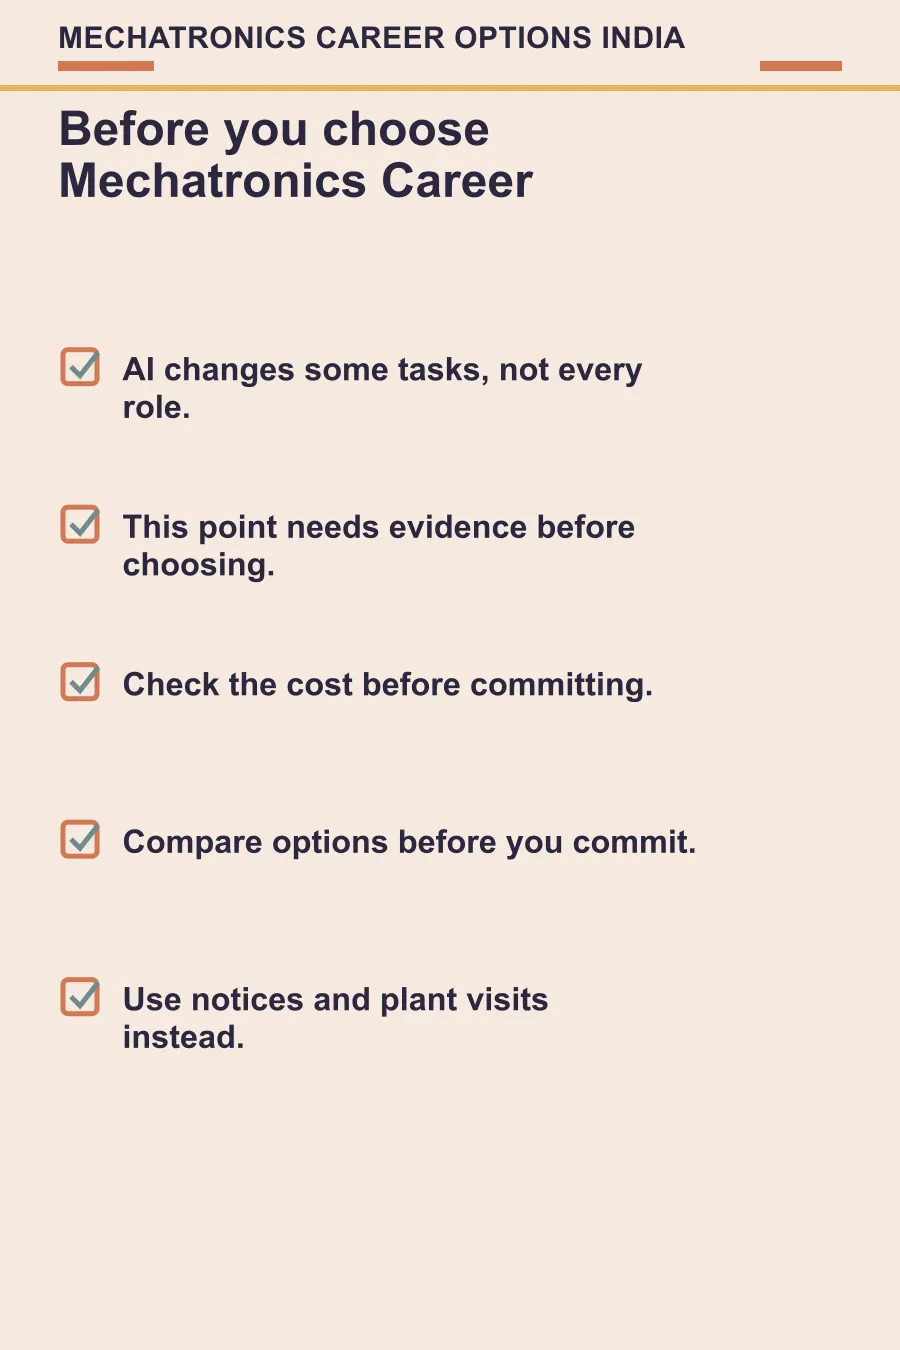 MECHATRONICS CAREER OPTIONS INDIA
Before you choose
Mechatronics Career
AI changes some tasks, not every
role.
This point needs evidence before
choosing.
Check the cost before committing.
Compare options before you commit.
Use notices and plant visits
instead.